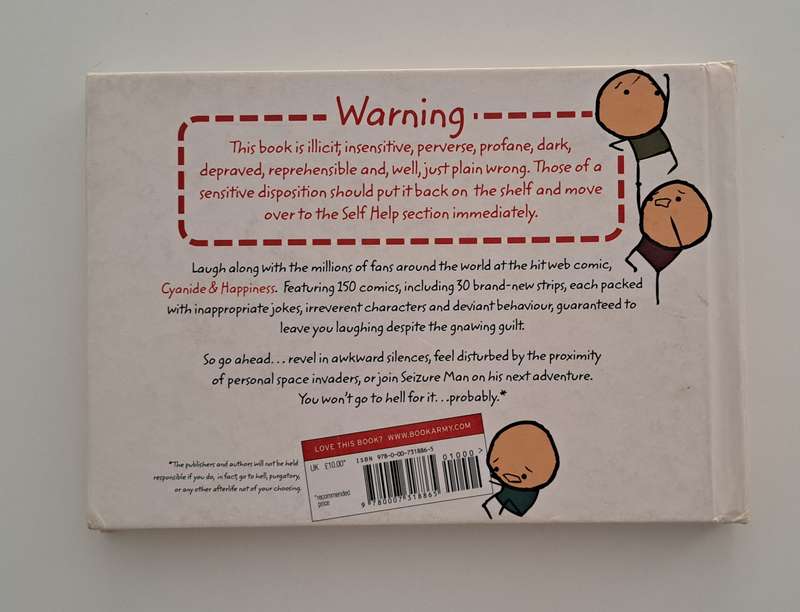 Warning
This book is illicit, insensitive, perverse, profane, dark,
depraved, reprehensible and, well, just plain wrong. Those of a
sensitive disposition should put it back on the shelf and move
over to the Self Help section immediately.
Laugh along with the millions of fans around the world at the hit web comic,
Cyanide & Happiness. Featuring 150 comics, including 30 brand-new strips, each packed
with inappropriate jokes, irreverent characters and deviant behaviour, guaranteed to
leave you laughing despite the gnawing guilt.
So go ahead... revel in awkward silences, feel disturbed by the proximity
of personal space invaders, or join Seizure Man on his next adventure.
You won't go to hell for it...probably.*
*The publishers and authors will not be held
responsible if you do, in fact, go to hell, purgatory,
or any other afterlife not of your choosing.
LOVE THIS BOOK? WWW.BOOKARMY.COM
UK £10.00*
ISBN 978-0-00-731886-5
01000 >
*recommended
price
9 780007 318865